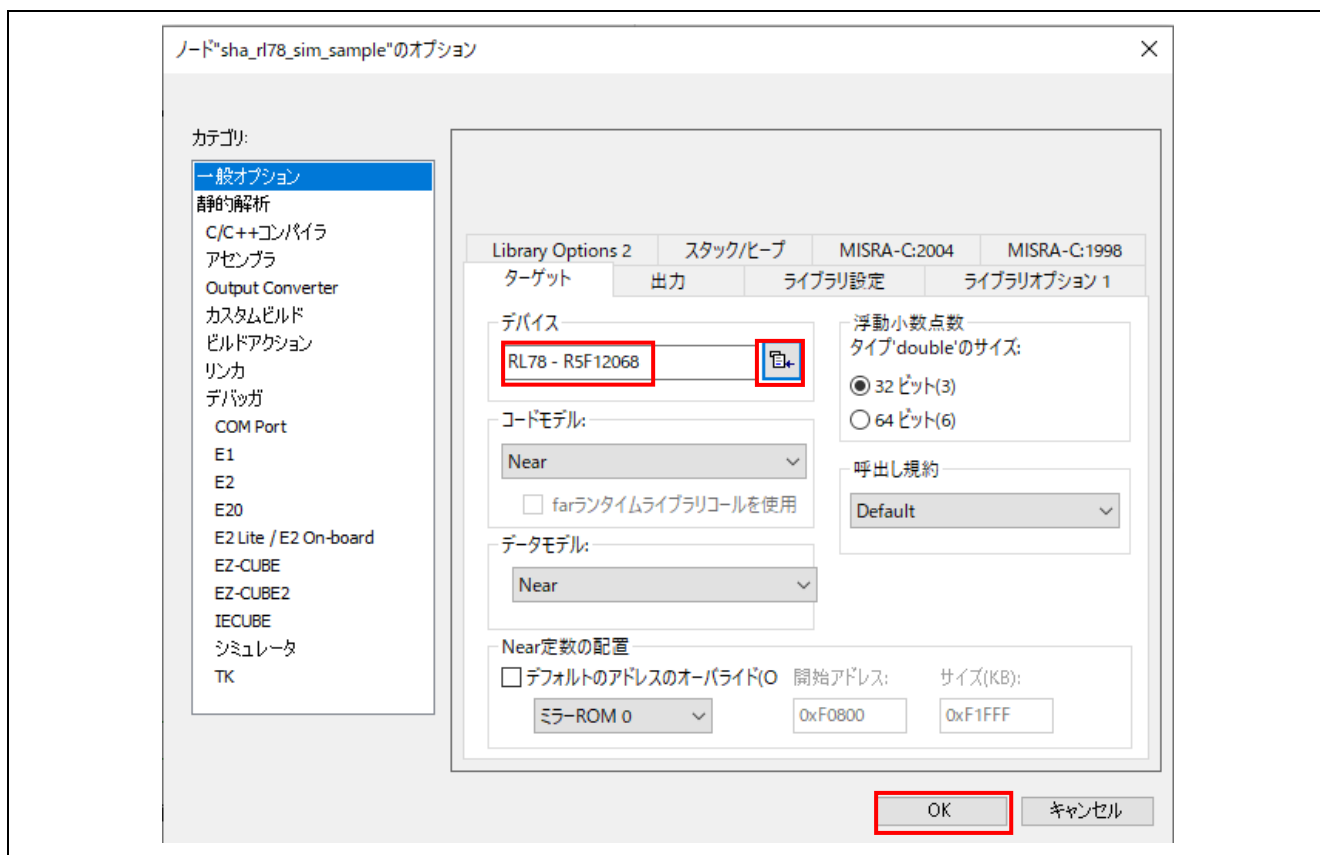 ノード"sha_rl78_sim_sample"のオプション
カテゴリ:
一般オプション
静的解析
C/C++コンパイラ
アセンブラ
Output Converter
カスタムビルド
ビルドアクション
リンカ
デバッガ
COM Port
E1
E2
E20
E2 Lite / E2 On-board
EZ-CUBE
EZ-CUBE2
IECUBE
シミュレータ
TK
Library Options 2 スタック/ヒープ MISRA-C:2004 MISRA-C:1998
ターゲット 出力 ライブラリ設定 ライブラリオプション 1
デバイス
RL78 - R5F12068
コードモデル:
Near
farランタイムライブラリコールを使用
データモデル:
Near
浮動小数点数
タイプ'double'のサイズ:
32 ビット(3)
64 ビット(6)
呼出し規約
Default
Near定数の配置
デフォルトのアドレスのオーバライド(O 開始アドレス: サイズ(KB):
ミラーROM 0 0xF0800 0xF1FFF
OK キャンセル